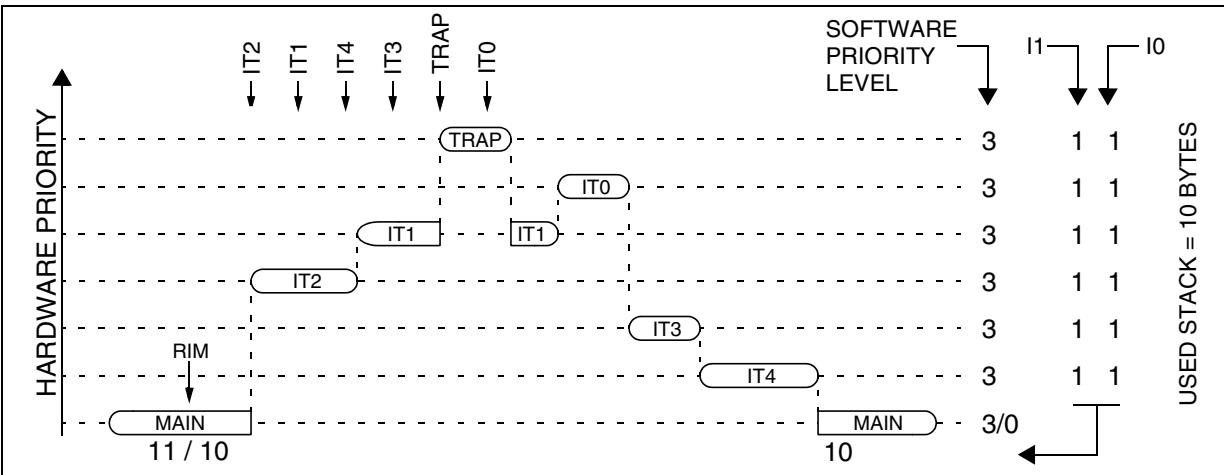 IT2
IT1
IT4
IT3
TRAP
IT0
SOFTWARE
PRIORITY
LEVEL
I1
I0
HARDWARE PRIORITY
TRAP
3
1 1
IT0
3
1 1
IT1
IT1
3
1 1
IT2
3
1 1
IT3
3
1 1
RIM
IT4
3
1 1
MAIN
MAIN
3/0
11 / 10
10
USED STACK = 10 BYTES